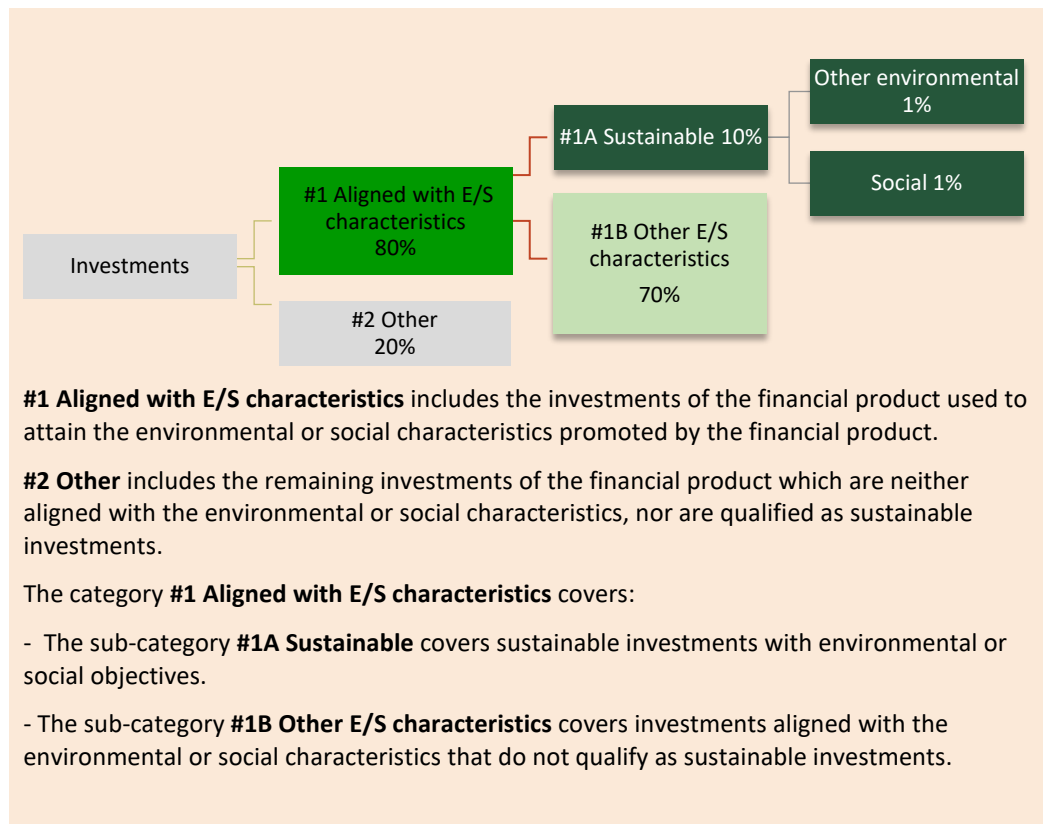 Other environmental
1%
#1A Sustainable 10%
#1 Aligned with E/S
characteristics
80%
Social 1%
#1B Other E/S
characteristics
70%
Investments
#2 Other
20%
#1 Aligned with E/S characteristics includes the investments of the financial product used to
attain the environmental or social characteristics promoted by the financial product.
#2 Other includes the remaining investments of the financial product which are neither
aligned with the environmental or social characteristics, nor are qualified as sustainable
investments.
The category #1 Aligned with E/S characteristics covers:
- The sub-category #1A Sustainable covers sustainable investments with environmental or
social objectives.
- The sub-category #1B Other E/S characteristics covers investments aligned with the
environmental or social characteristics that do not qualify as sustainable investments.